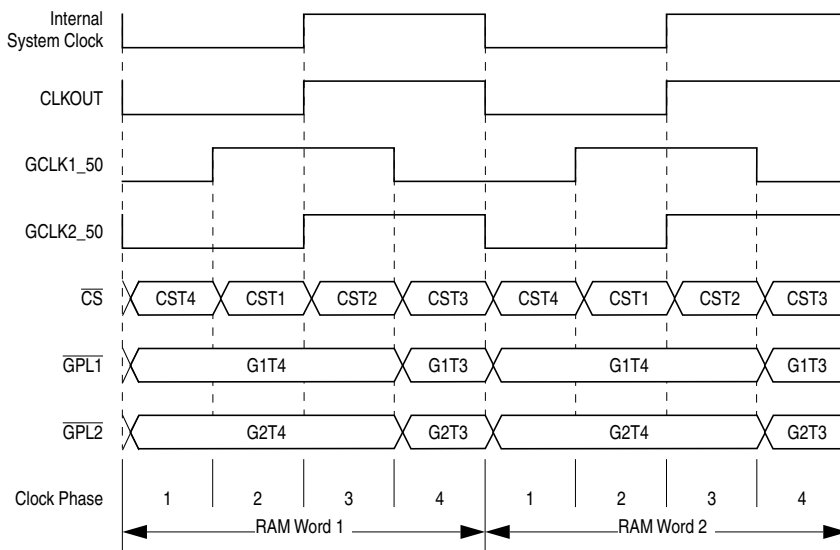 Internal
System Clock
CLKOUT
GCLK1_50
GCLK2_50
CS CST4 CST1 CST2 CST3 CST4 CST1 CST2 CST3
GPL1 G1T4 G1T3 G1T4 G1T3
GPL2 G2T4 G2T3 G2T4 G2T3
Clock Phase 1 2 3 4 1 2 3 4
RAM Word 1 RAM Word 2